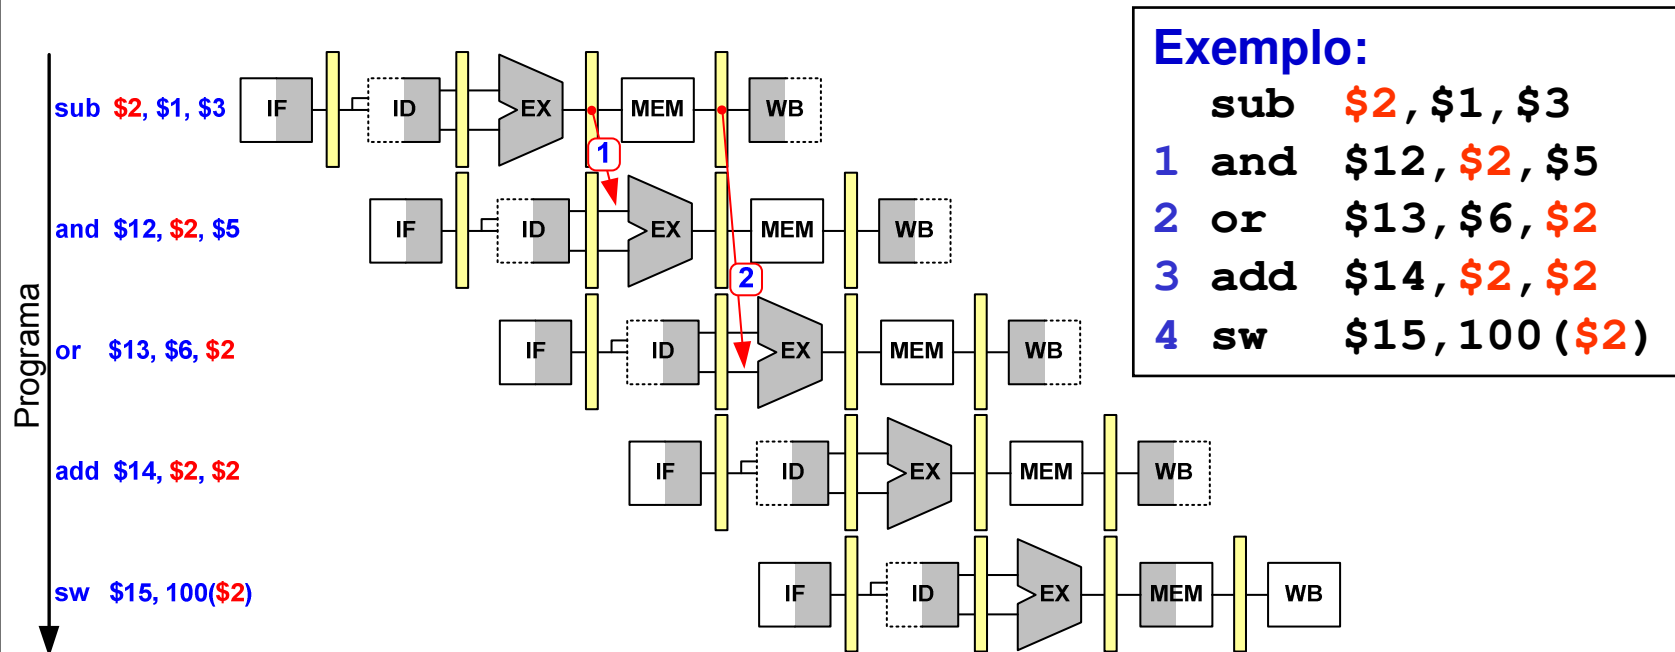 Exemplo:
sub $2,$1,$3
1 and $12,$2,$5
2 or $13,$6,$2
3 add $14,$2,$2
4 sw $15,100($2)
Programa
sub $2, $1, $3 IF ID EX MEM WB
1
and $12, $2, $5 IF ID EX MEM WB
2
or $13, $6, $2 IF ID EX MEM WB
add $14, $2, $2 IF ID EX MEM WB
sw $15, 100($2) IF ID EX MEM WB